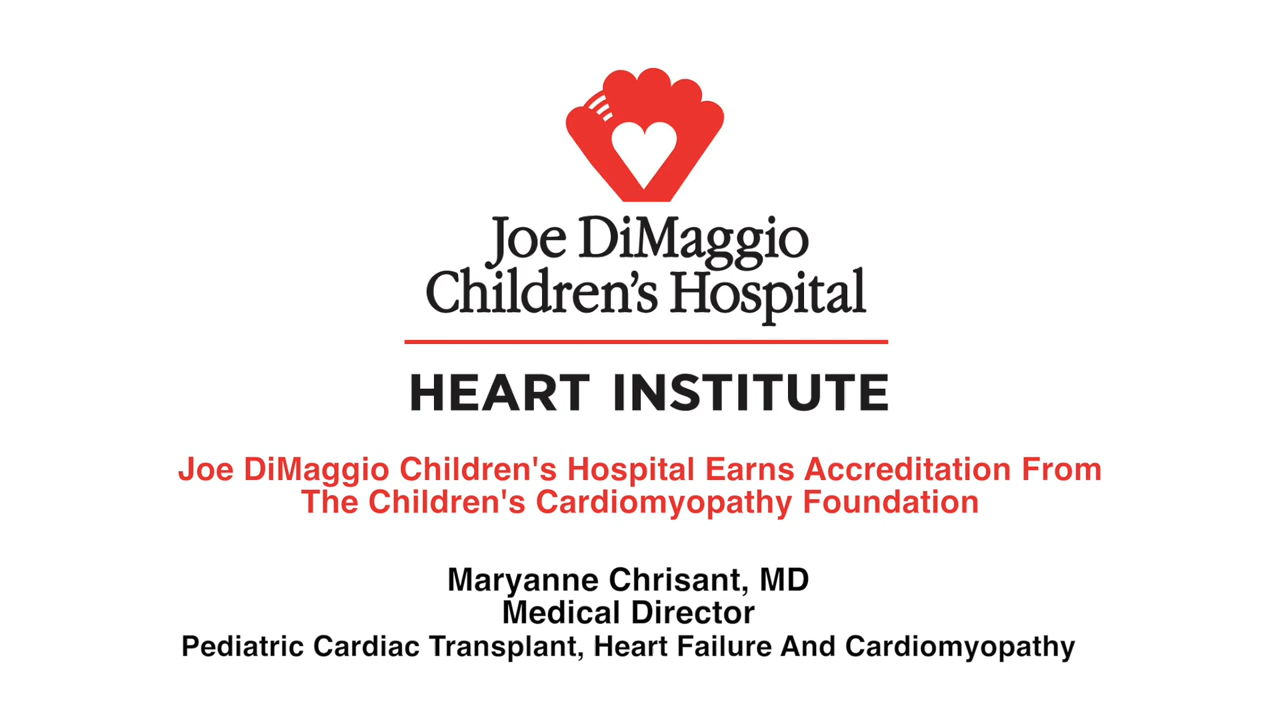 Joe DiMaggio
Children’s Hospital
HEART INSTITUTE
Joe DiMaggio Children's Hospital Earns Accreditation From
The Children's Cardiomyopathy Foundation
Maryanne Chrisant, MD
Medical Director
Pediatric Cardiac Transplant, Heart Failure And Cardiomyopathy